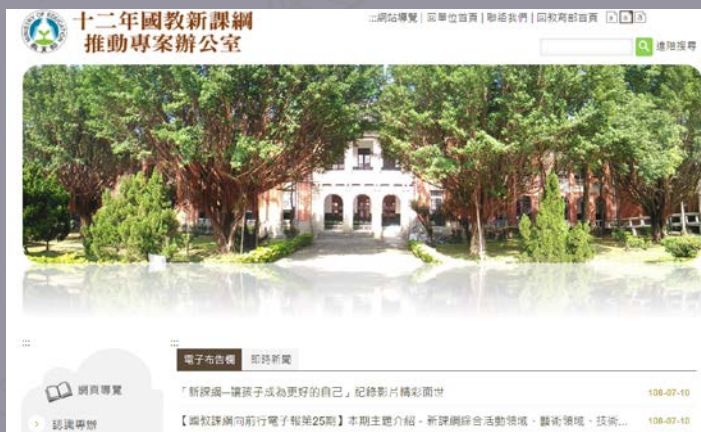 十二年國教新課綱
推動專案辦公室
:::網站導覽| 回單位首頁 | 聯絡我們 | 回教育部首頁 a a a
進階搜尋
MINISTRY OF EDUCATION
:::
:::
電子布告欄 即時新聞
網頁導覽
「新課綱—讓孩子成為更好的自己」紀錄影片精彩面世 108-07-10
認識專辦
【國教課綱向前行電子報第25期】本期主題介紹 - 新課綱綜合活動領域、藝術領域、技術... 108-07-10